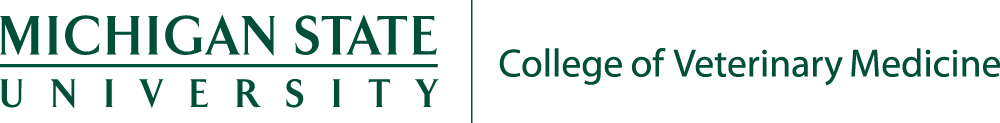 MICHIGAN STATE
UNIVERSITY
College of Veterinary Medicine